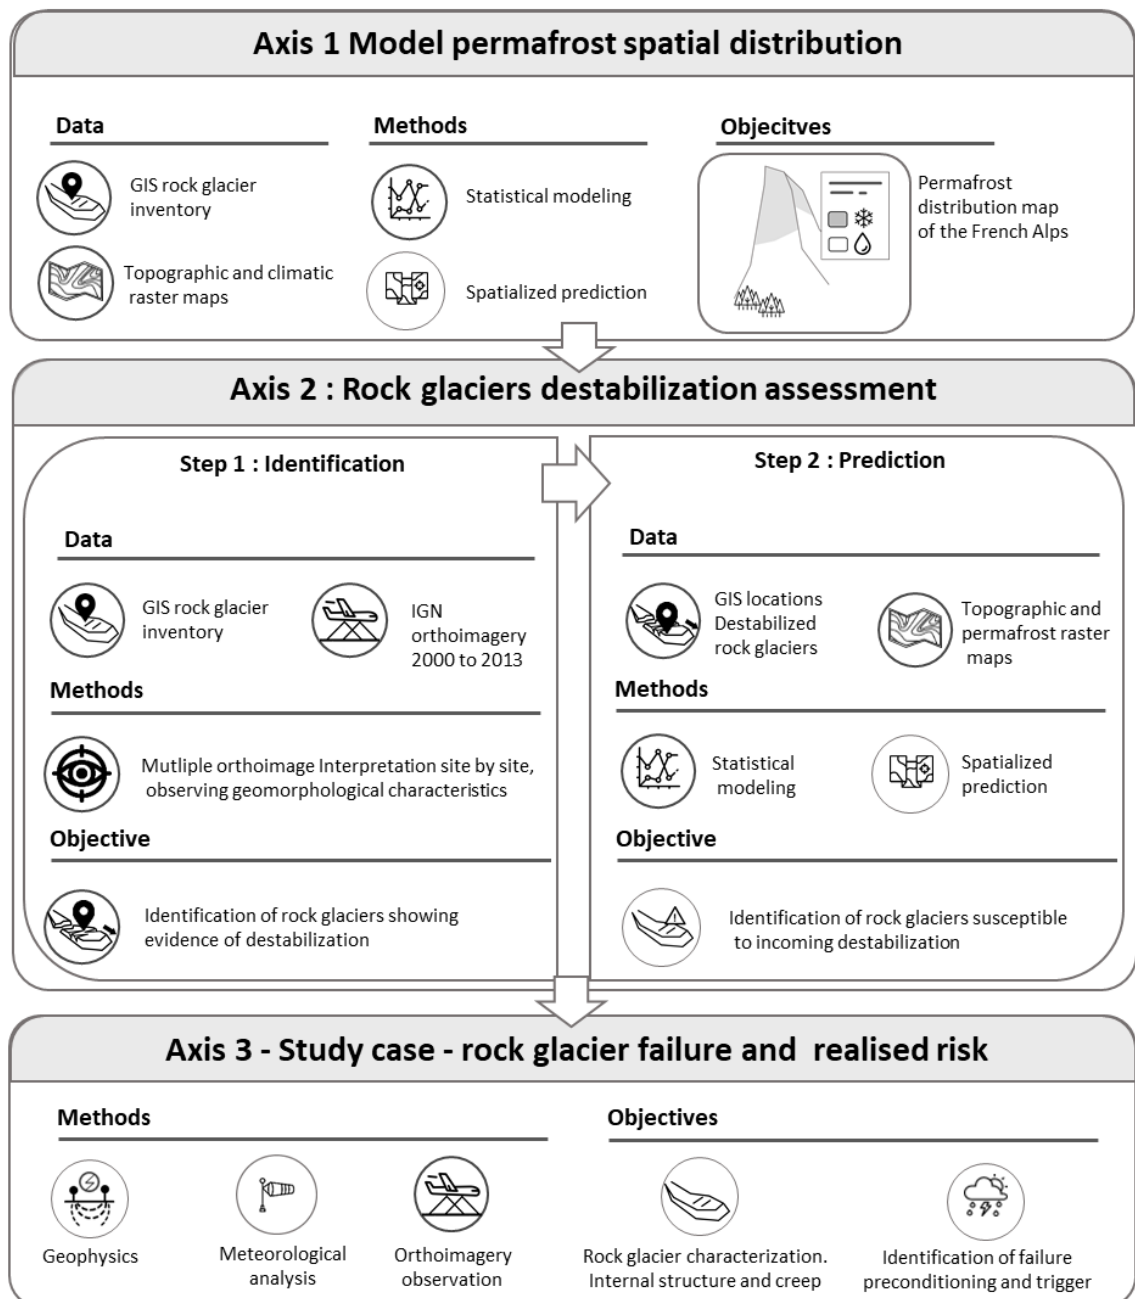 Axis 1 Model permafrost spatial distribution
Data
GIS rock glacier
inventory
Topographic and climatic
raster maps
Methods
Statistical modeling
Spatialized prediction
Objecitves
Permafrost
distribution map
of the French Alps
Axis 2 : Rock glaciers destabilization assessment
Step 1 : Identification
Data
GIS rock glacier
inventory
IGN
orthoimagery
2000 to 2013
Methods
Mutliple orthoimage Interpretation site by site,
observing geomorphological characteristics
Objective
Identification of rock glaciers showing
evidence of destabilization
Step 2 : Prediction
Data
GIS locations
Destabilized
rock glaciers
Topographic and
permafrost raster
maps
Methods
Statistical
modeling
Spatialized
prediction
Objective
Identification of rock glaciers susceptible
to incoming destabilization
Axis 3 - Study case - rock glacier failure and realised risk
Methods
Geophysics
Meteorological
analysis
Orthoimagery
observation
Objectives
Rock glacier characterization.
Internal structure and creep
Identification of failure
preconditioning and trigger